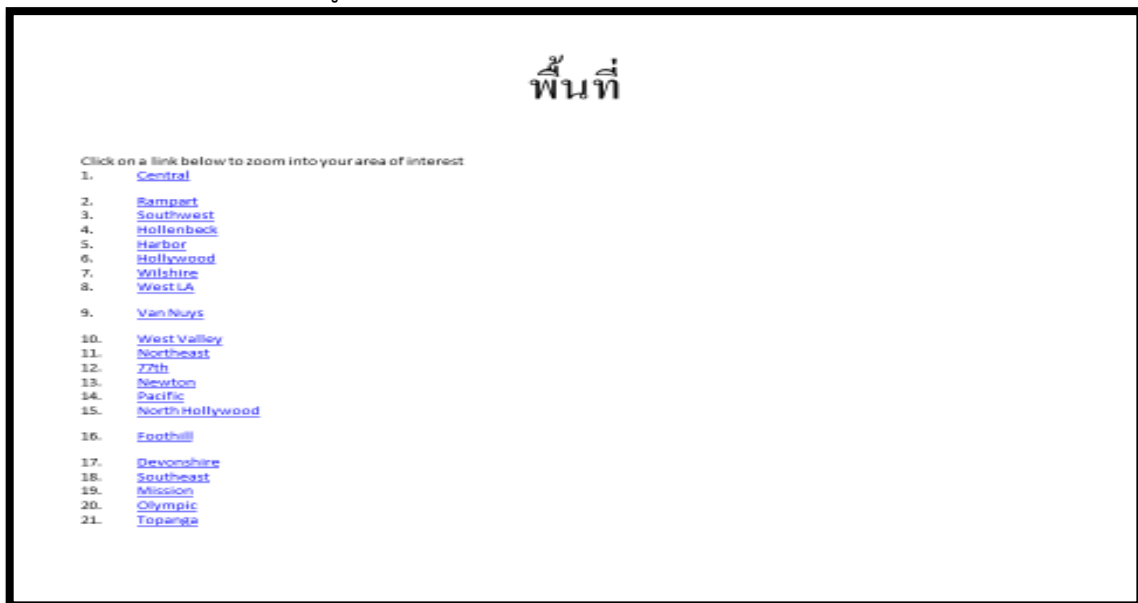 พื้นที่
Click on a link below to zoom into your area of interest
1. Central
2. Rampart
3. Southwest
4. Hollenbeck
5. Harbor
6. Hollywood
7. Wilshire
8. West LA
9. Van Nuys
10. West Valley
11. Northeast
12. 77th
13. Newton
14. Pacific
15. North Hollywood
16. Foothill
17. Devonshire
18. Southeast
19. Mission
20. Olympic
21. Topanga